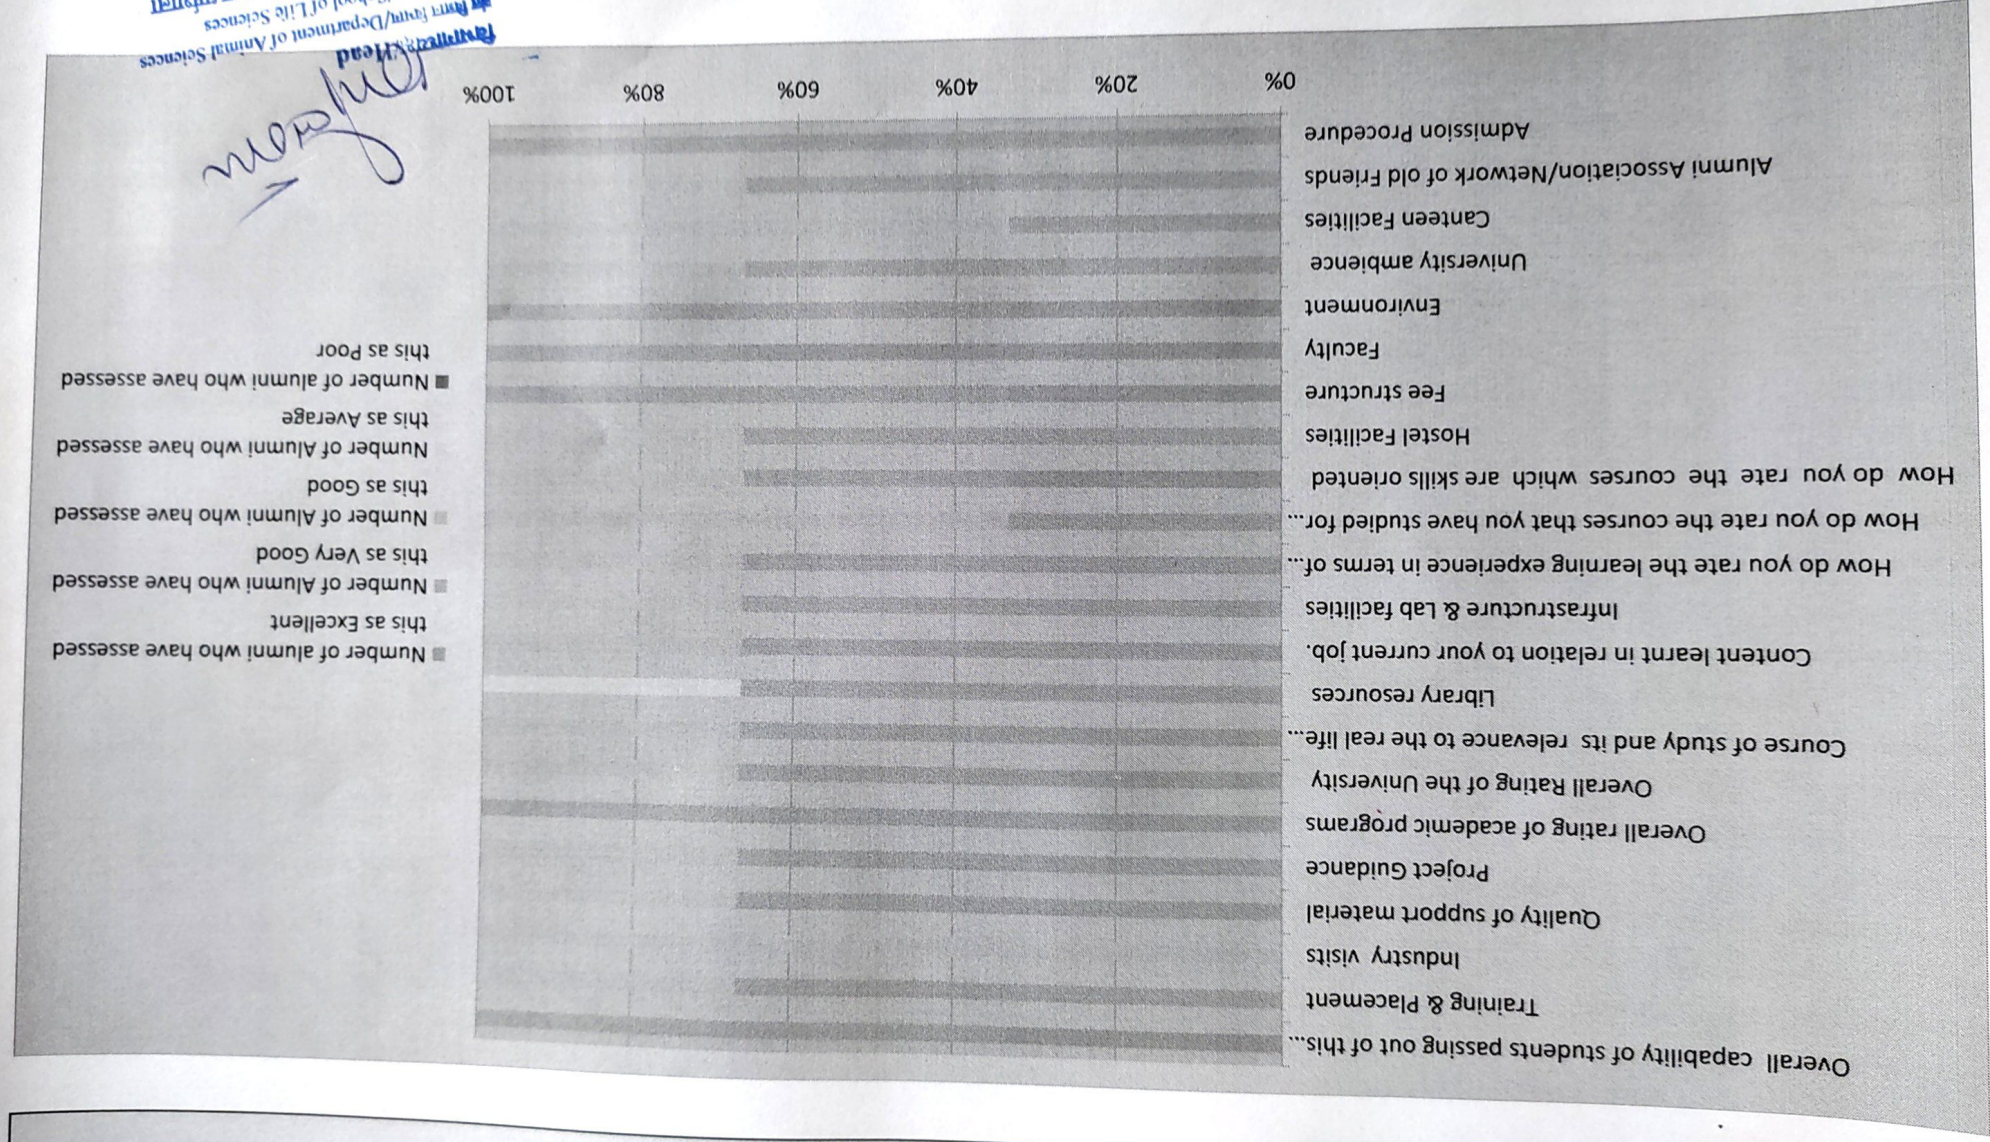 Overall capability of students passing out of this...
Training & Placement
Industry visits
Quality of support material
Project Guidance
Overall rating of academic programs
Overall Rating of the University
Course of study and its relevance to the real life...
Library resources
Content learnt in relation to your current job.
Infrastructure & Lab facilities
How do you rate the learning experience in terms of...
How do you rate the courses that you have studied for...
How do you rate the courses which are skills oriented
Hostel Facilities
Fee structure
Faculty
Environment
University ambience
Canteen Facilities
Alumni Association/Network of old Friends
Admission Procedure
0% 20% 40% 60% 80% 100%
Number of alumni who have assessed
this as Excellent
Number of Alumni who have assessed
this as Very Good
Number of Alumni who have assessed
this as Good
Number of Alumni who have assessed
this as Average
Number of alumni who have assessed
this as Poor
Head
/Department of Animal Sciences
of Life Sciences